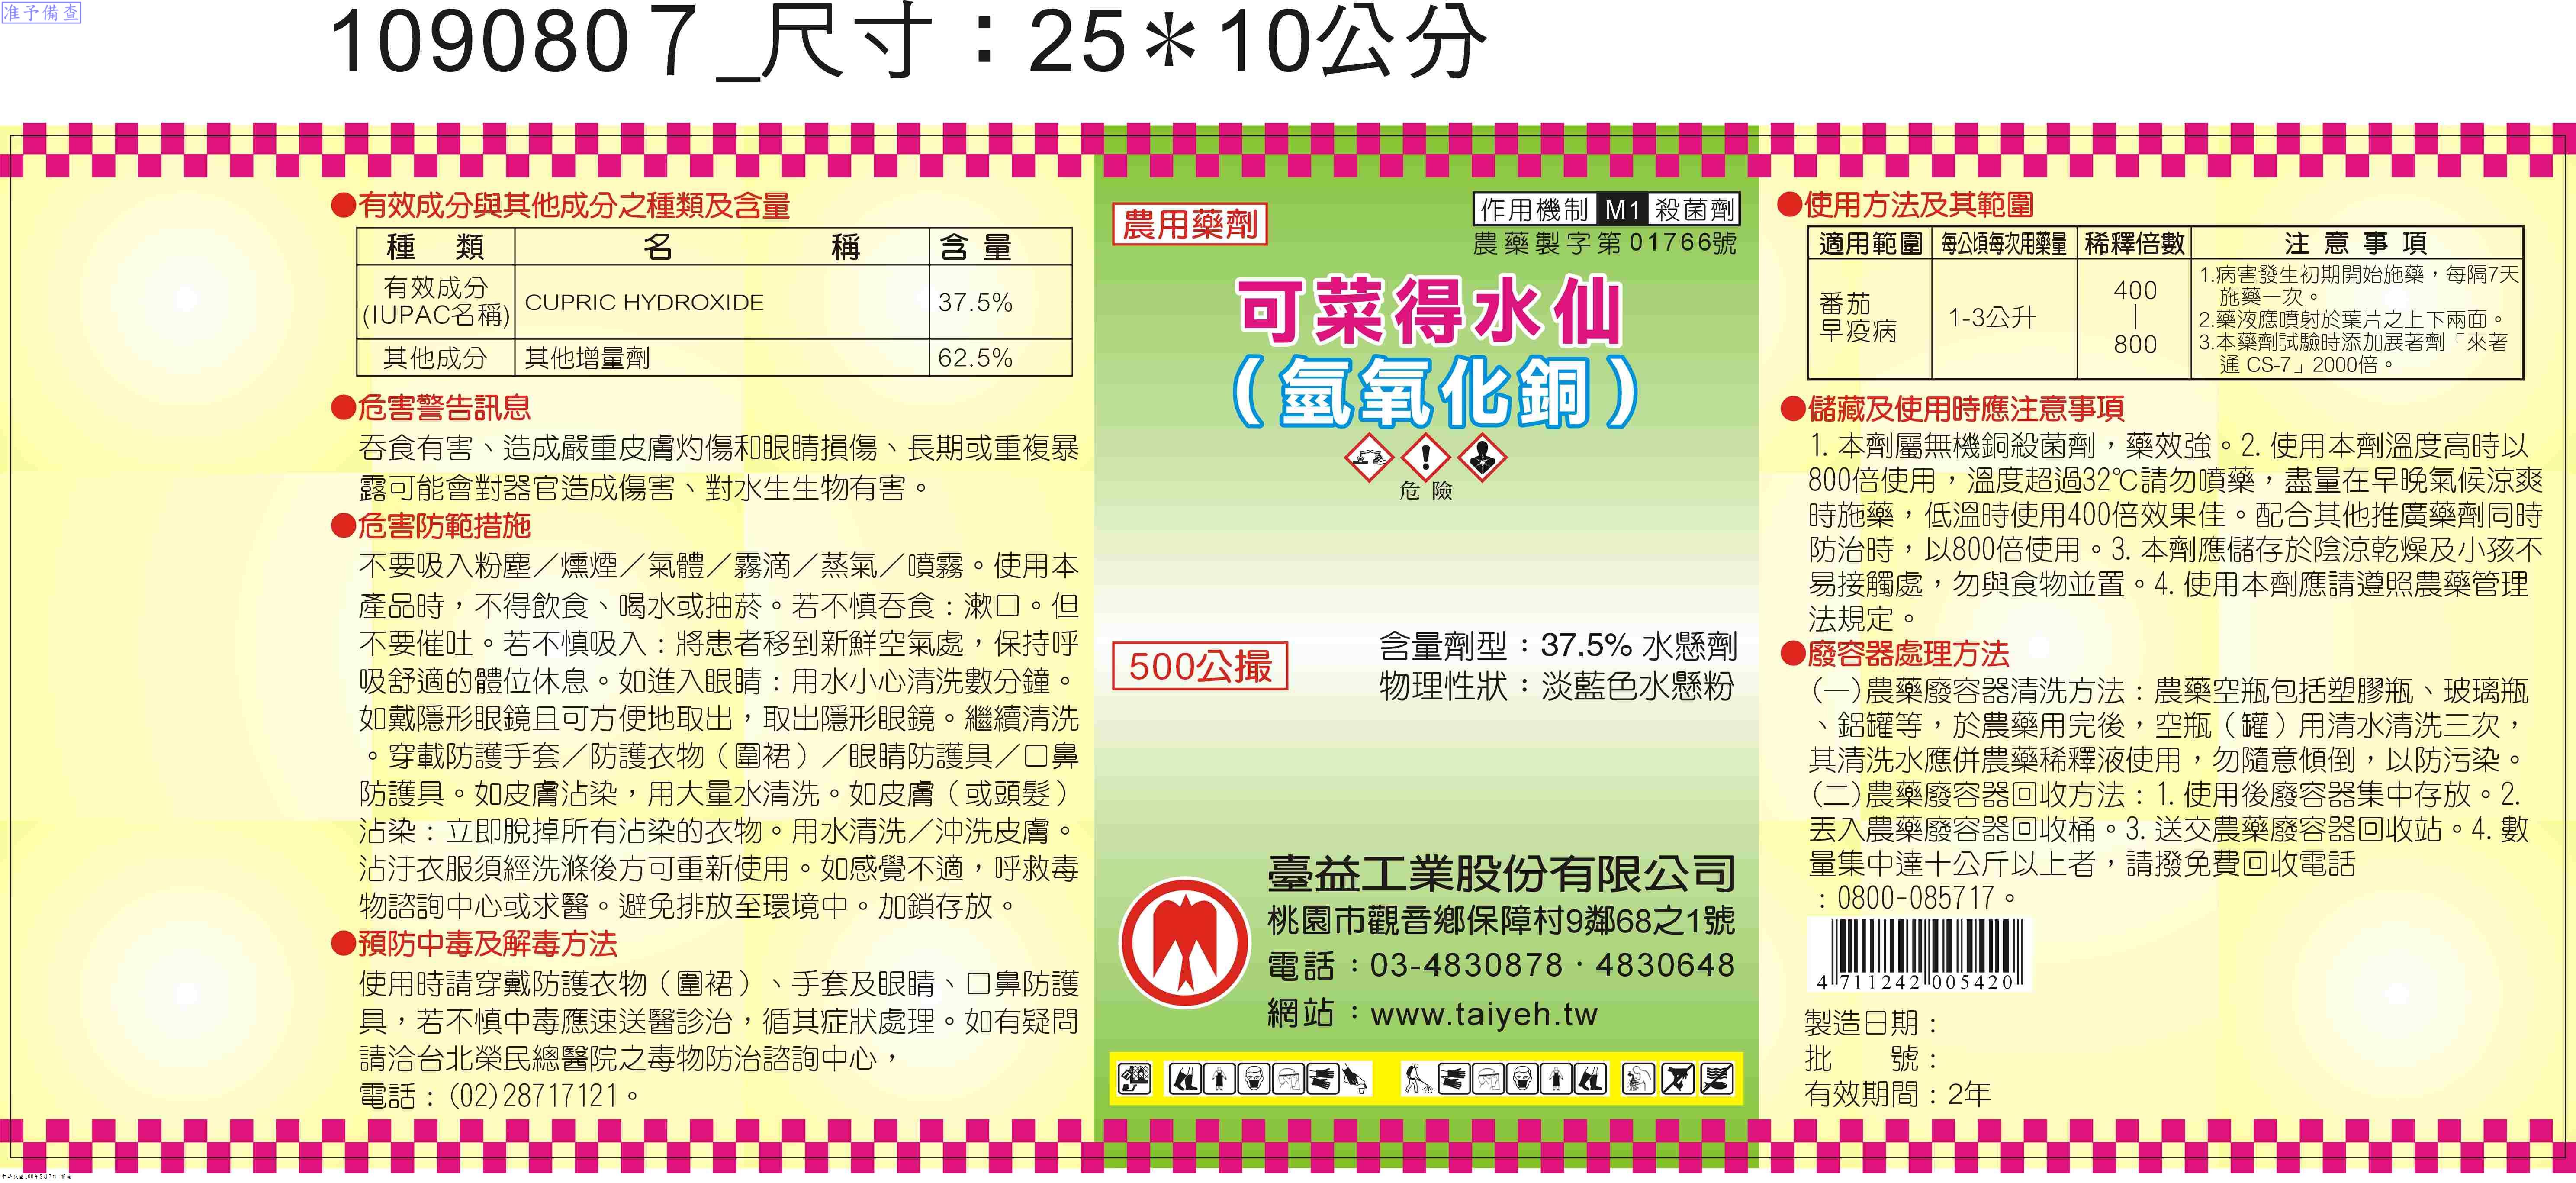 准予備查
1090807_尺寸：25＊10公分
●有效成分與其他成分之種類及含量
種 類 名 稱 含量
有效成分
(IUPAC名稱) CUPRIC HYDROXIDE 37.5%
其他成分 其他增量劑 62.5%
●危害警告訊息
吞食有害、造成嚴重皮膚灼傷和眼睛損傷、長期或重複暴
露可能會對器官造成傷害、對水生生物有害。
●危害防範措施
不要吸入粉塵／燻煙／氣體／霧滴／蒸氣／噴霧。使用本
產品時，不得飲食、喝水或抽菸。若不慎吞食：漱口。但
不要催吐。若不慎吸入：將患者移到新鮮空氣處，保持呼
吸舒適的體位休息。如進入眼睛：用水小心清洗數分鐘。
如戴隱形眼鏡且可方便地取出，取出隱形眼鏡。繼續清洗
。穿載防護手套／防護衣物（圍裙）／眼睛防護具／口鼻
防護具。如皮膚沾染，用大量水清洗。如皮膚（或頭髮）
沾染：立即脫掉所有沾染的衣物。用水清洗／沖洗皮膚。
沾汙衣服須經洗滌後方可重新使用。如感覺不適，呼救毒
物諮詢中心或求醫。避免排放至環境中。加鎖存放。
●預防中毒及解毒方法
使用時請穿戴防護衣物（圍裙）、手套及眼睛、口鼻防護
具，若不慎中毒應速送醫診治，循其症狀處理。如有疑問
請洽台北榮民總醫院之毒物防治諮詢中心，
電話：(02)28717121。
農用藥劑
作用機制 M1 殺菌劑
農藥製字第01766號
可菜得水仙
（氫氧化銅）
危險
500公撮
含量劑型：37.5% 水懸劑
物理性狀：淡藍色水懸粉
臺益工業股份有限公司
桃園市觀音鄉保障村9鄰68之1號
電話：03-4830878．4830648
網站：www.taiyeh.tw
●使用方法及其範圍
適用範圍 每公頃每次用藥量 稀釋倍數 注意事項
番茄
早疫病
1-3公升
400
|
800
1.病害發生初期開始施藥，每隔7天
施藥一次。
2.藥液應噴射於葉片之上下兩面。
3.本藥劑試驗時添加展著劑「來著
通 CS-7」2000倍。
●儲藏及使用時應注意事項
1. 本劑屬無機銅殺菌劑，藥效強。2. 使用本劑溫度高時以
800倍使用，溫度超過32℃請勿噴藥，盡量在早晚氣候涼爽
時施藥，低溫時使用400倍效果佳。配合其他推廣藥劑同時
防治時，以800倍使用。3. 本劑應儲存於陰涼乾燥及小孩不
易接觸處，勿與食物並置。4. 使用本劑應請遵照農藥管理
法規定。
●廢容器處理方法
(一)農藥廢容器清洗方法：農藥空瓶包括塑膠瓶、玻璃瓶
、鋁罐等，於農藥用完後，空瓶（罐）用清水清洗三次，
其清洗水應併農藥稀釋液使用，勿隨意傾倒，以防污染。
(二)農藥廢容器回收方法：1. 使用後廢容器集中存放。2.
丟入農藥廢容器回收桶。3. 送交農藥廢容器回收站。4. 數
量集中達十公斤以上者，請撥免費回收電話
：0800-085717。
4 711242 005420
製造日期：
批 號：
有效期間：2年